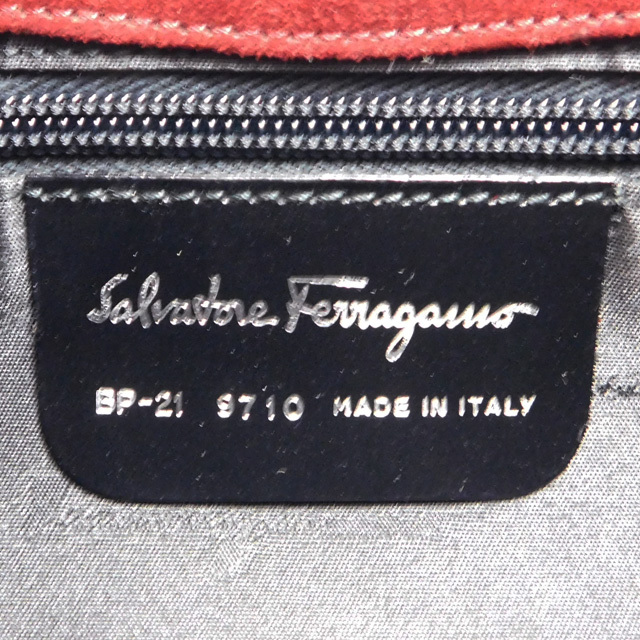 Salvatore Ferragamo
BP-21 9710 MADE IN ITALY